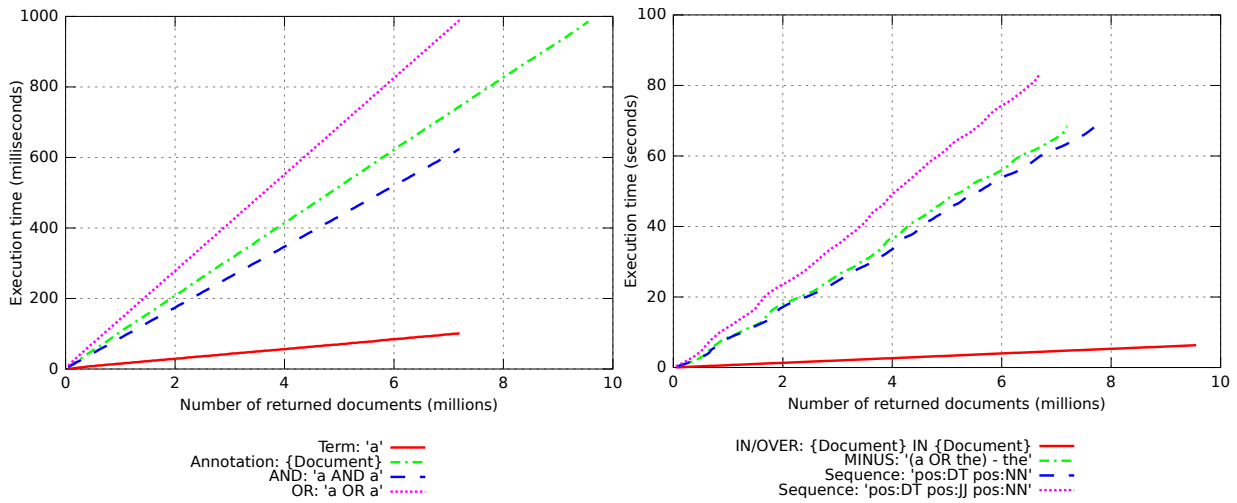 1000
800
600
400
200
0
Execution time (milliseconds)
0 2 4 6 8 10
Number of returned documents (millions)
Term: 'a'
Annotation: {Document}
AND: 'a AND a'
OR: 'a OR a'
100
80
60
40
20
0
Execution time (seconds)
0 2 4 6 8 10
Number of returned documents (millions)
IN/OVER: {Document} IN {Document}
MINUS: '(a OR the) - the'
Sequence: 'pos:DT pos:NN'
Sequence: 'pos:DT pos:JJ pos:NN'